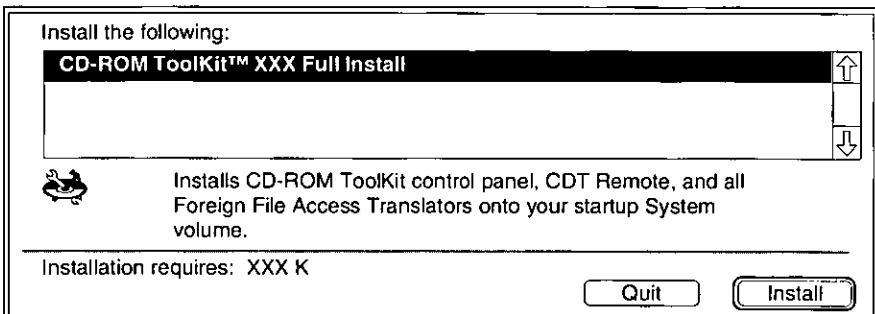 Install the following:
CD-ROM ToolKit™ XXX Full Install
Installs CD-ROM ToolKit control panel, CDT Remote, and all
Foreign File Access Translators onto your startup System
volume.
Installation requires: XXX K
Quit
Install